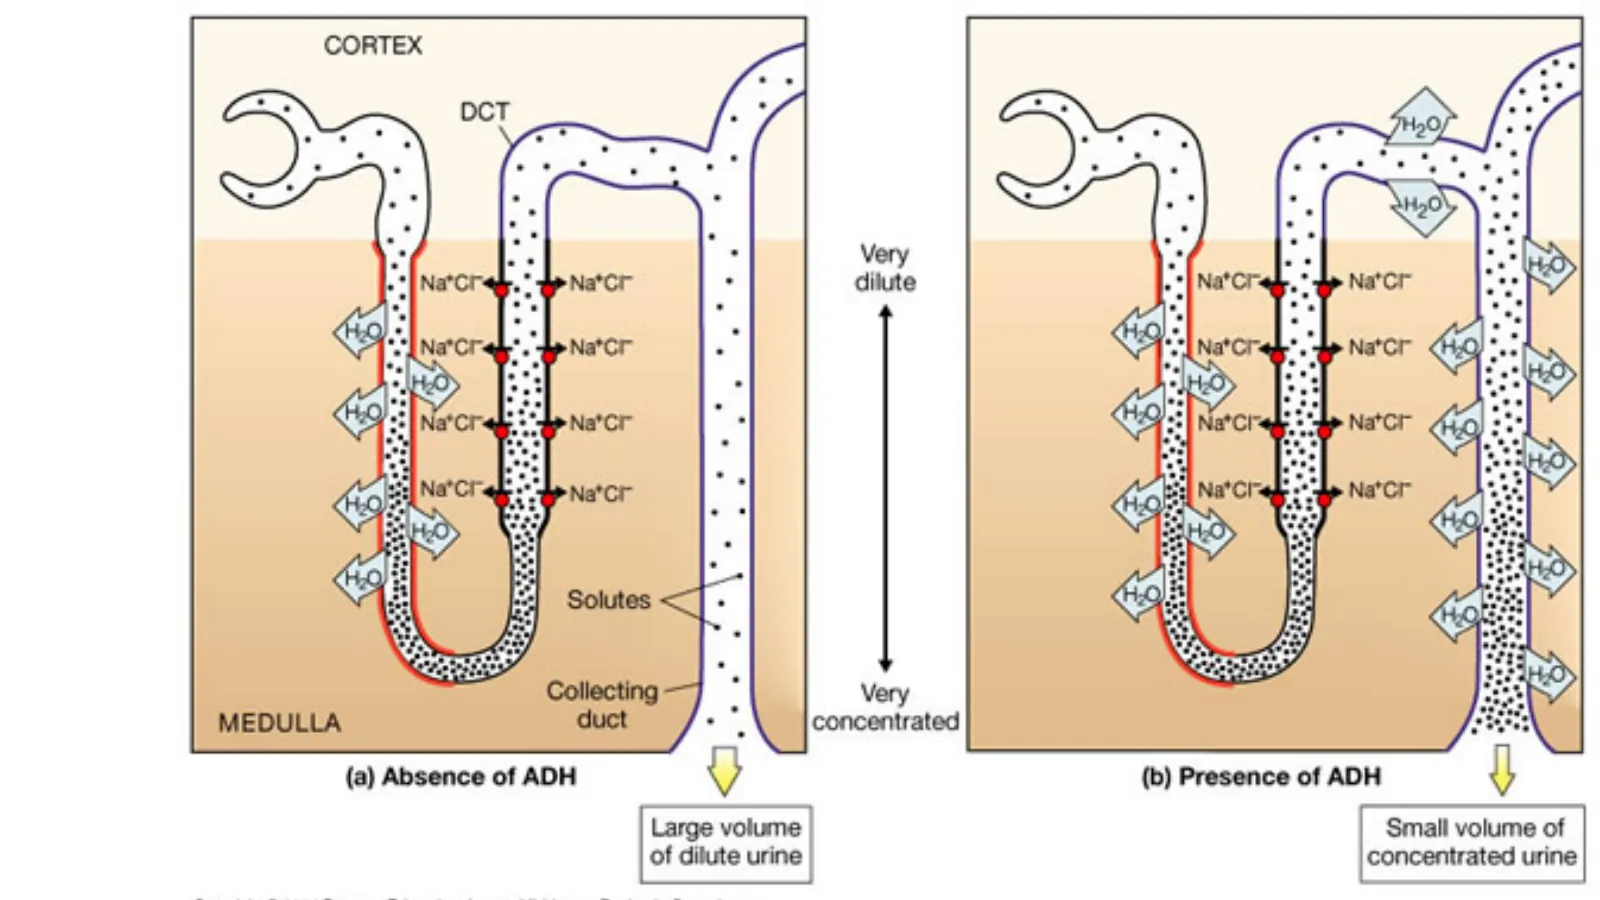 CORTEX
DCT
Na⁺Cl⁻
Na⁺Cl⁻
H₂O
Na⁺Cl⁻
Na⁺Cl⁻
H₂O
H₂O
Na⁺Cl⁻
Na⁺Cl⁻
Na⁺Cl⁻
Na⁺Cl⁻
H₂O
H₂O
H₂O
Solutes
Collecting
duct
MEDULLA
(a) Absence of ADH
Large volume
of dilute urine
Very
dilute
Very
concentrated
H₂O
H₂O
H₂O
Na⁺Cl⁻
Na⁺Cl⁻
H₂O
Na⁺Cl⁻
Na⁺Cl⁻
H₂O
H₂O
H₂O
H₂O
Na⁺Cl⁻
Na⁺Cl⁻
H₂O
H₂O
Na⁺Cl⁻
Na⁺Cl⁻
H₂O
H₂O
H₂O
H₂O
H₂O
H₂O
H₂O
(b) Presence of ADH
Small volume of
concentrated urine